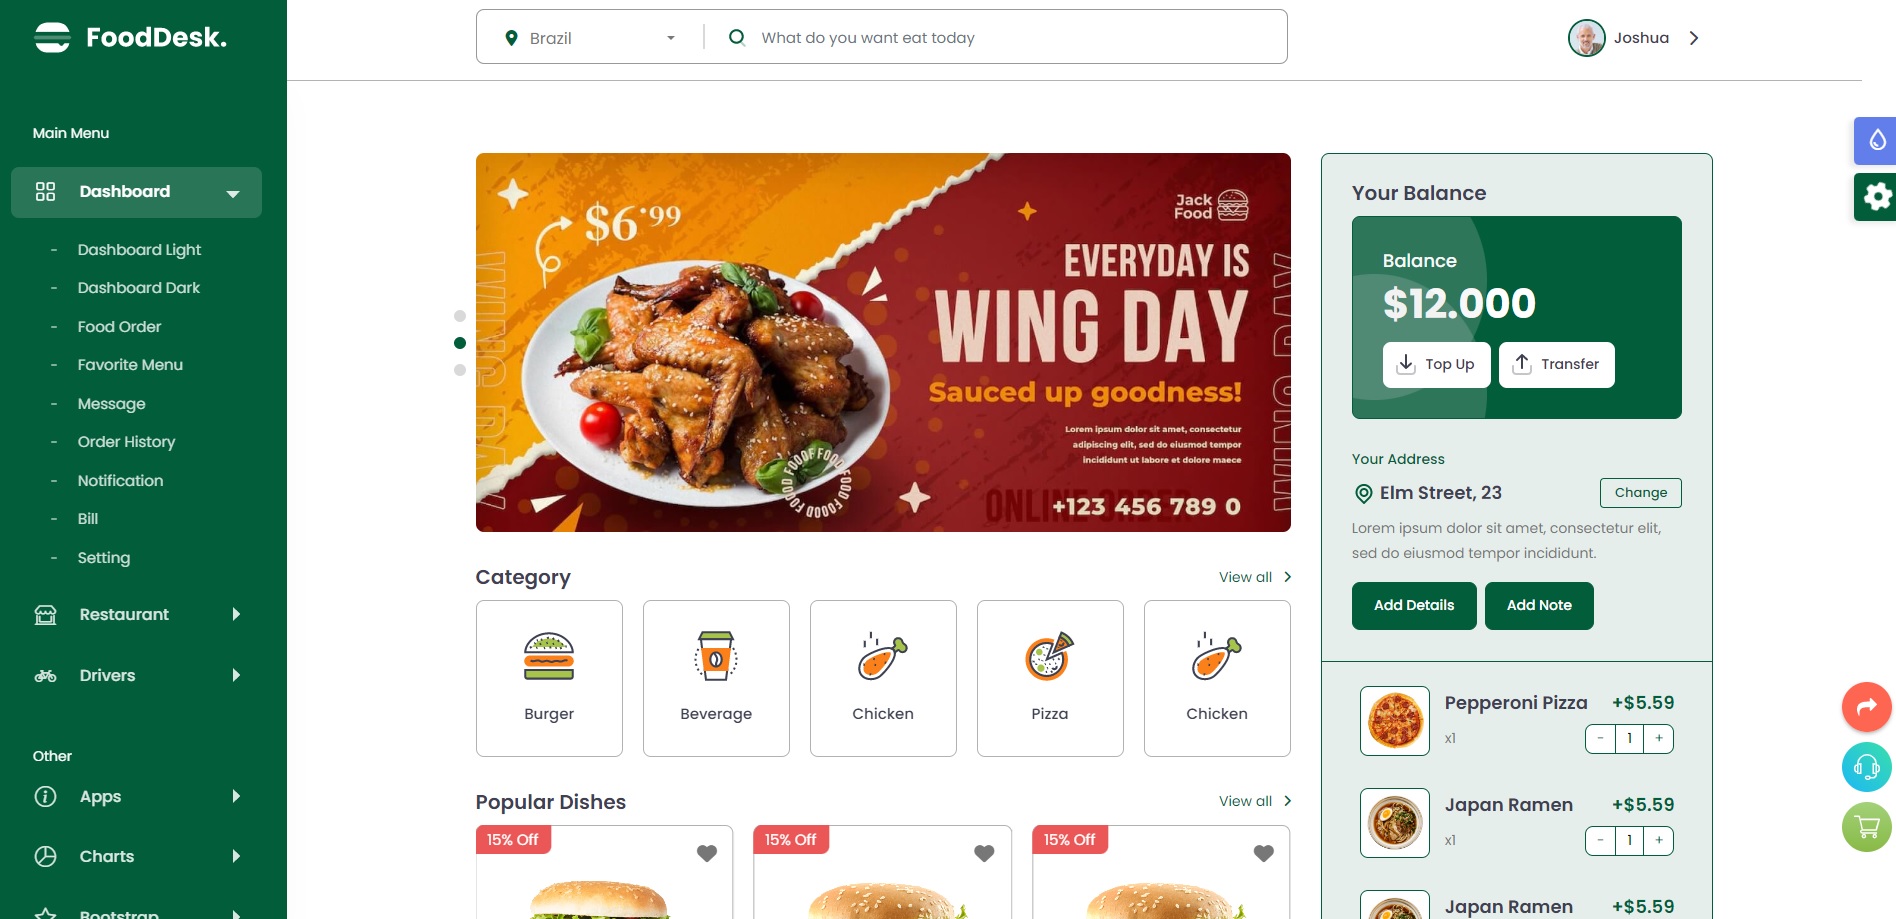 FoodDesk.
Brazil
What do you want eat today
Joshua
Main Menu
Dashboard
- Dashboard Light
- Dashboard Dark
- Food Order
- Favorite Menu
- Message
- Order History
- Notification
- Bill
- Setting
Restaurant
Drivers
Other
Apps
Charts
Bootstrap
$6.99
Jack
Food
EVERYDAY IS
WING DAY
Sauced up goodness!
Lorem ipsum dolor sit amet, consectetur
adipiscing elit, sed do eiusmod tempor
incididunt ut labore et dolore maece
ONLINE ORDER
+123 456 789 0
WING DAY
WING DAY
Category
View all
Burger
Beverage
Chicken
Pizza
Chicken
Popular Dishes
View all
15% Off
15% Off
15% Off
Your Balance
Balance
$12.000
Top Up
Transfer
Your Address
Elm Street, 23
Change
Lorem ipsum dolor sit amet, consectetur elit,
sed do eiusmod tempor incididunt.
Add Details
Add Note
Pepperoni Pizza +$5.59
x1 - 1 +
Japan Ramen +$5.59
x1 - 1 +
Japan Ramen +$5.59